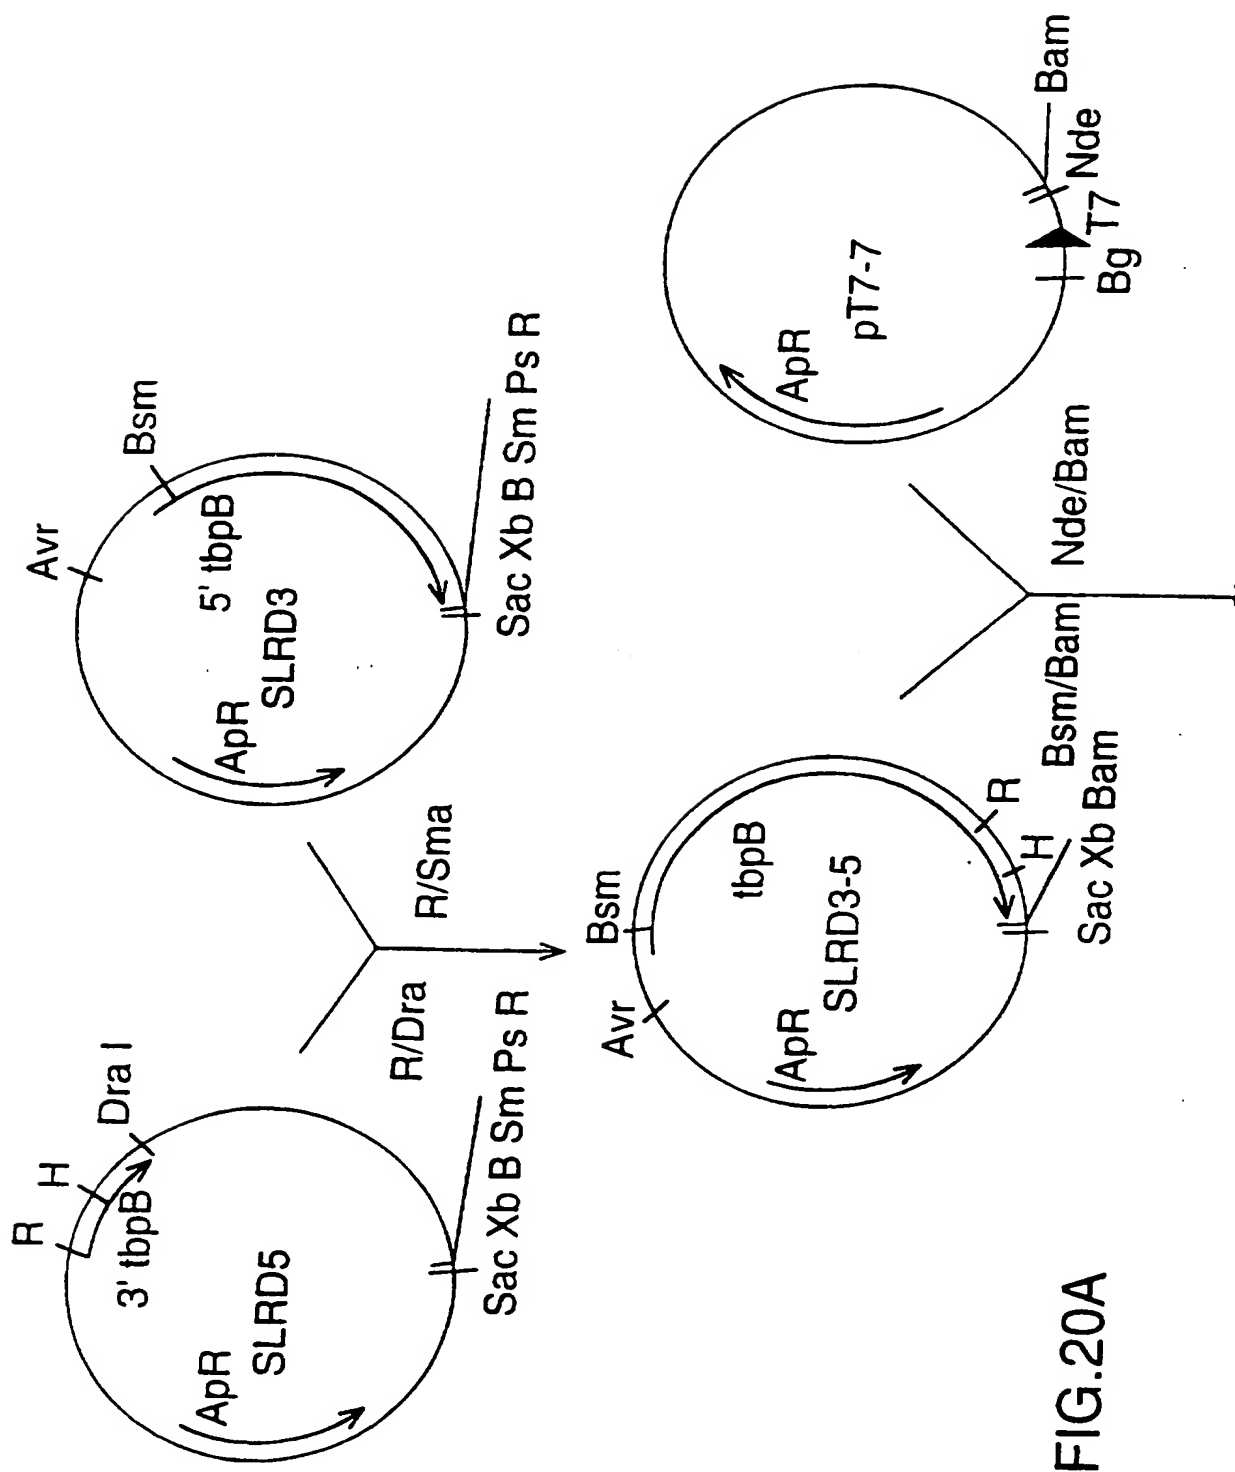 R
H
Dra I
3' tbpB
ApR
SLRD5
Sac Xb B Sm Ps R
Avr
Bsm
5' tbpB
ApR
SLRD3
Sac Xb B Sm Ps R
R/Dra
R/Sma
Avr
Bsm
tbpB
ApR
SLRD3-5
R
H
Sac Xb Bam
ApR
pT7-7
Bg
T7
Nde
Bam
Bsm/Bam
Nde/Bam
FIG.20A